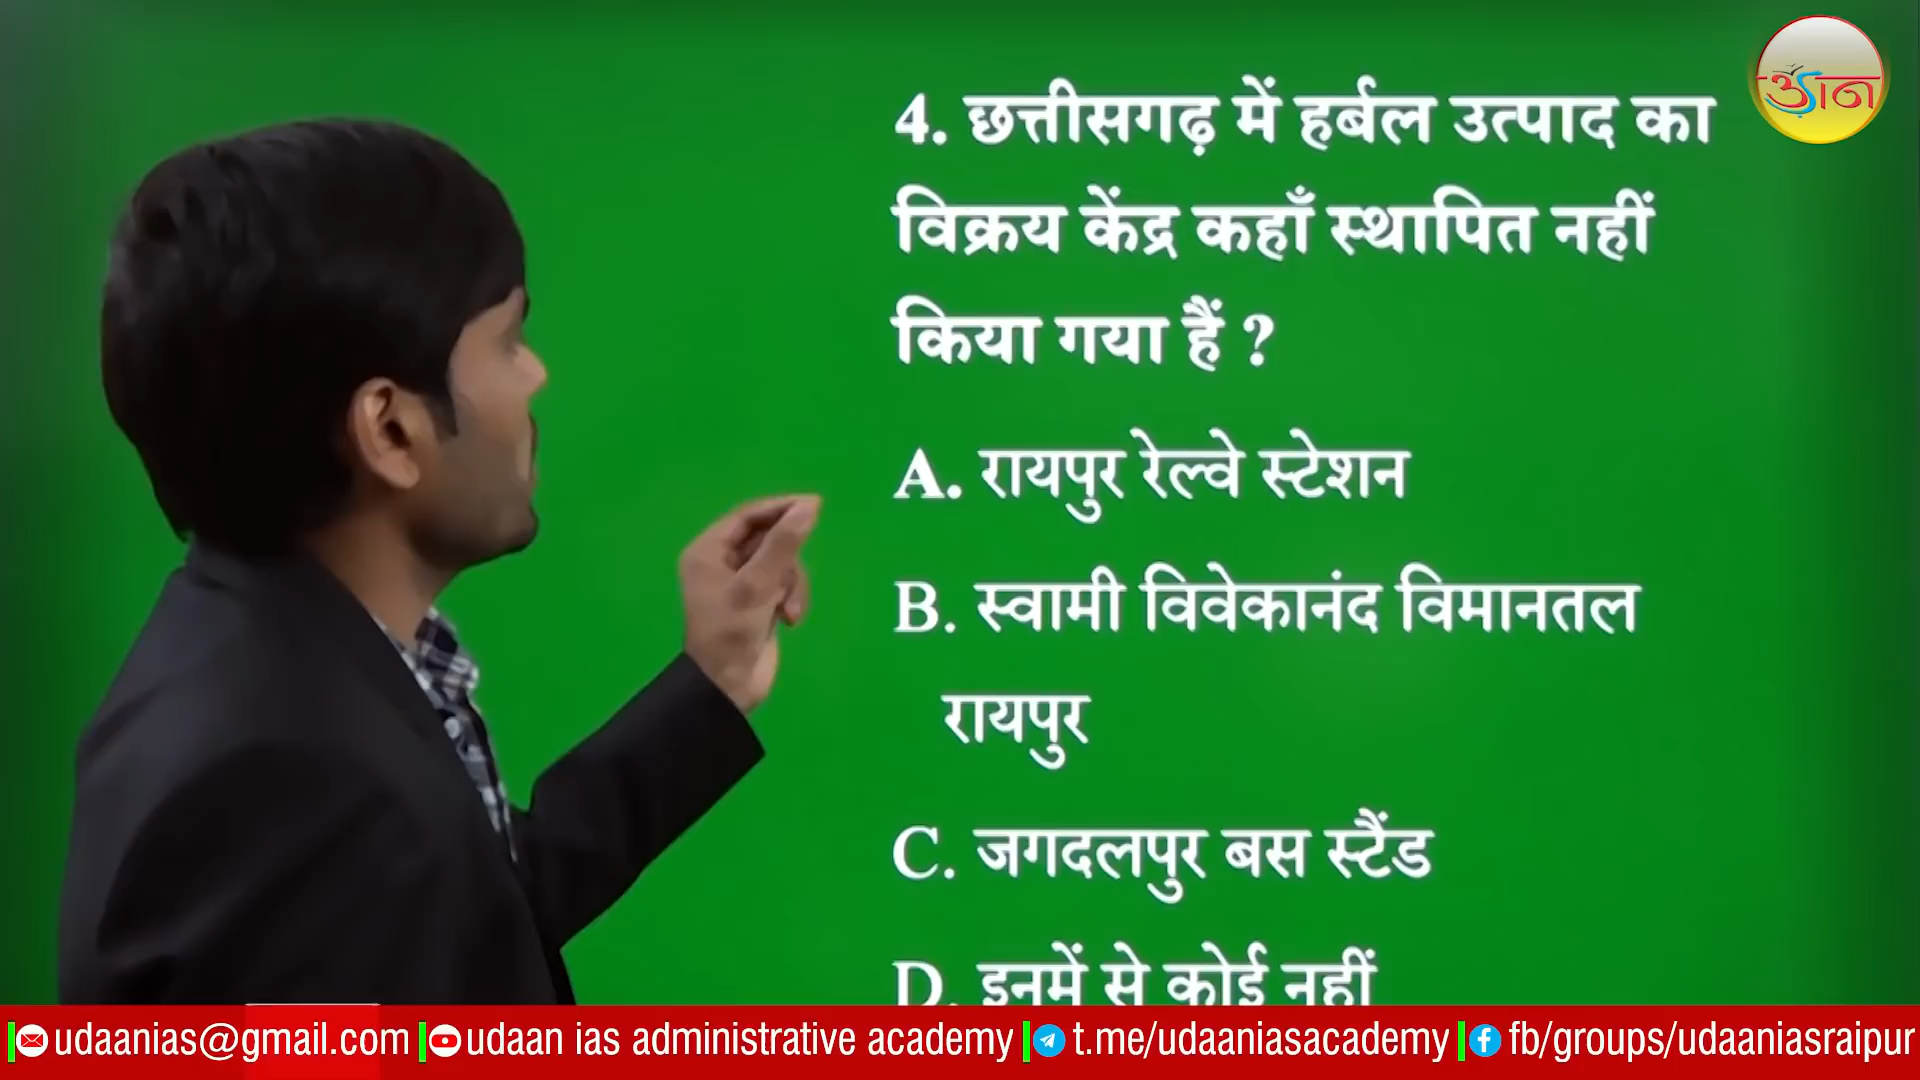 उड़ान
4. छत्तीसगढ़ में हर्बल उत्पाद का
विक्रय केंद्र कहाँ स्थापित नहीं
किया गया हैं ?
A. रायपुर रेल्वे स्टेशन
B. स्वामी विवेकानंद विमानतल
रायपुर
C. जगदलपुर बस स्टैंड
D. इनमें से कोई नहीं
udaanias@gmail.com udaan ias administrative academy t.me/udaaniasacademy fb/groups/udaaniasraipur